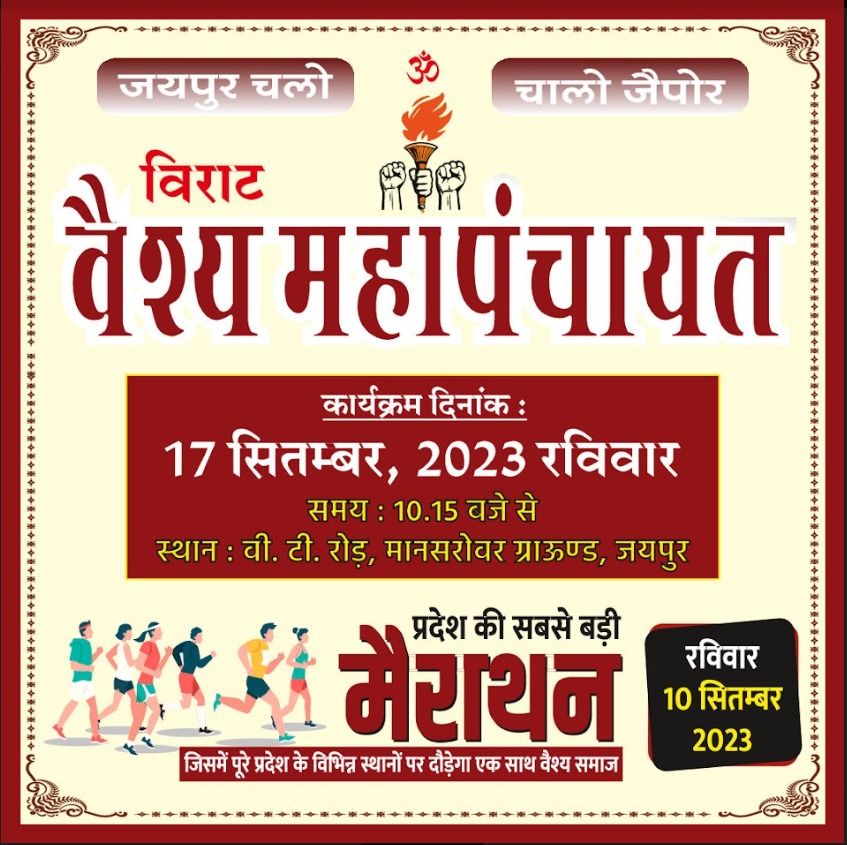 ॐ
जयपुर चलो
चालो जैपोर
विराट
वैश्य महापंचायत
कार्यक्रम दिनांक :
17 सितम्बर, 2023 रविवार
समय : 10.15 बजे से
स्थान : वी. टी. रोड़, मानसरोवर ग्राऊण्ड, जयपुर
प्रदेश की सबसे बड़ी
मैराथन
जिसमें पूरे प्रदेश के विभिन्न स्थानों पर दौड़ेगा एक साथ वैश्य समाज
रविवार
10 सितम्बर
2023